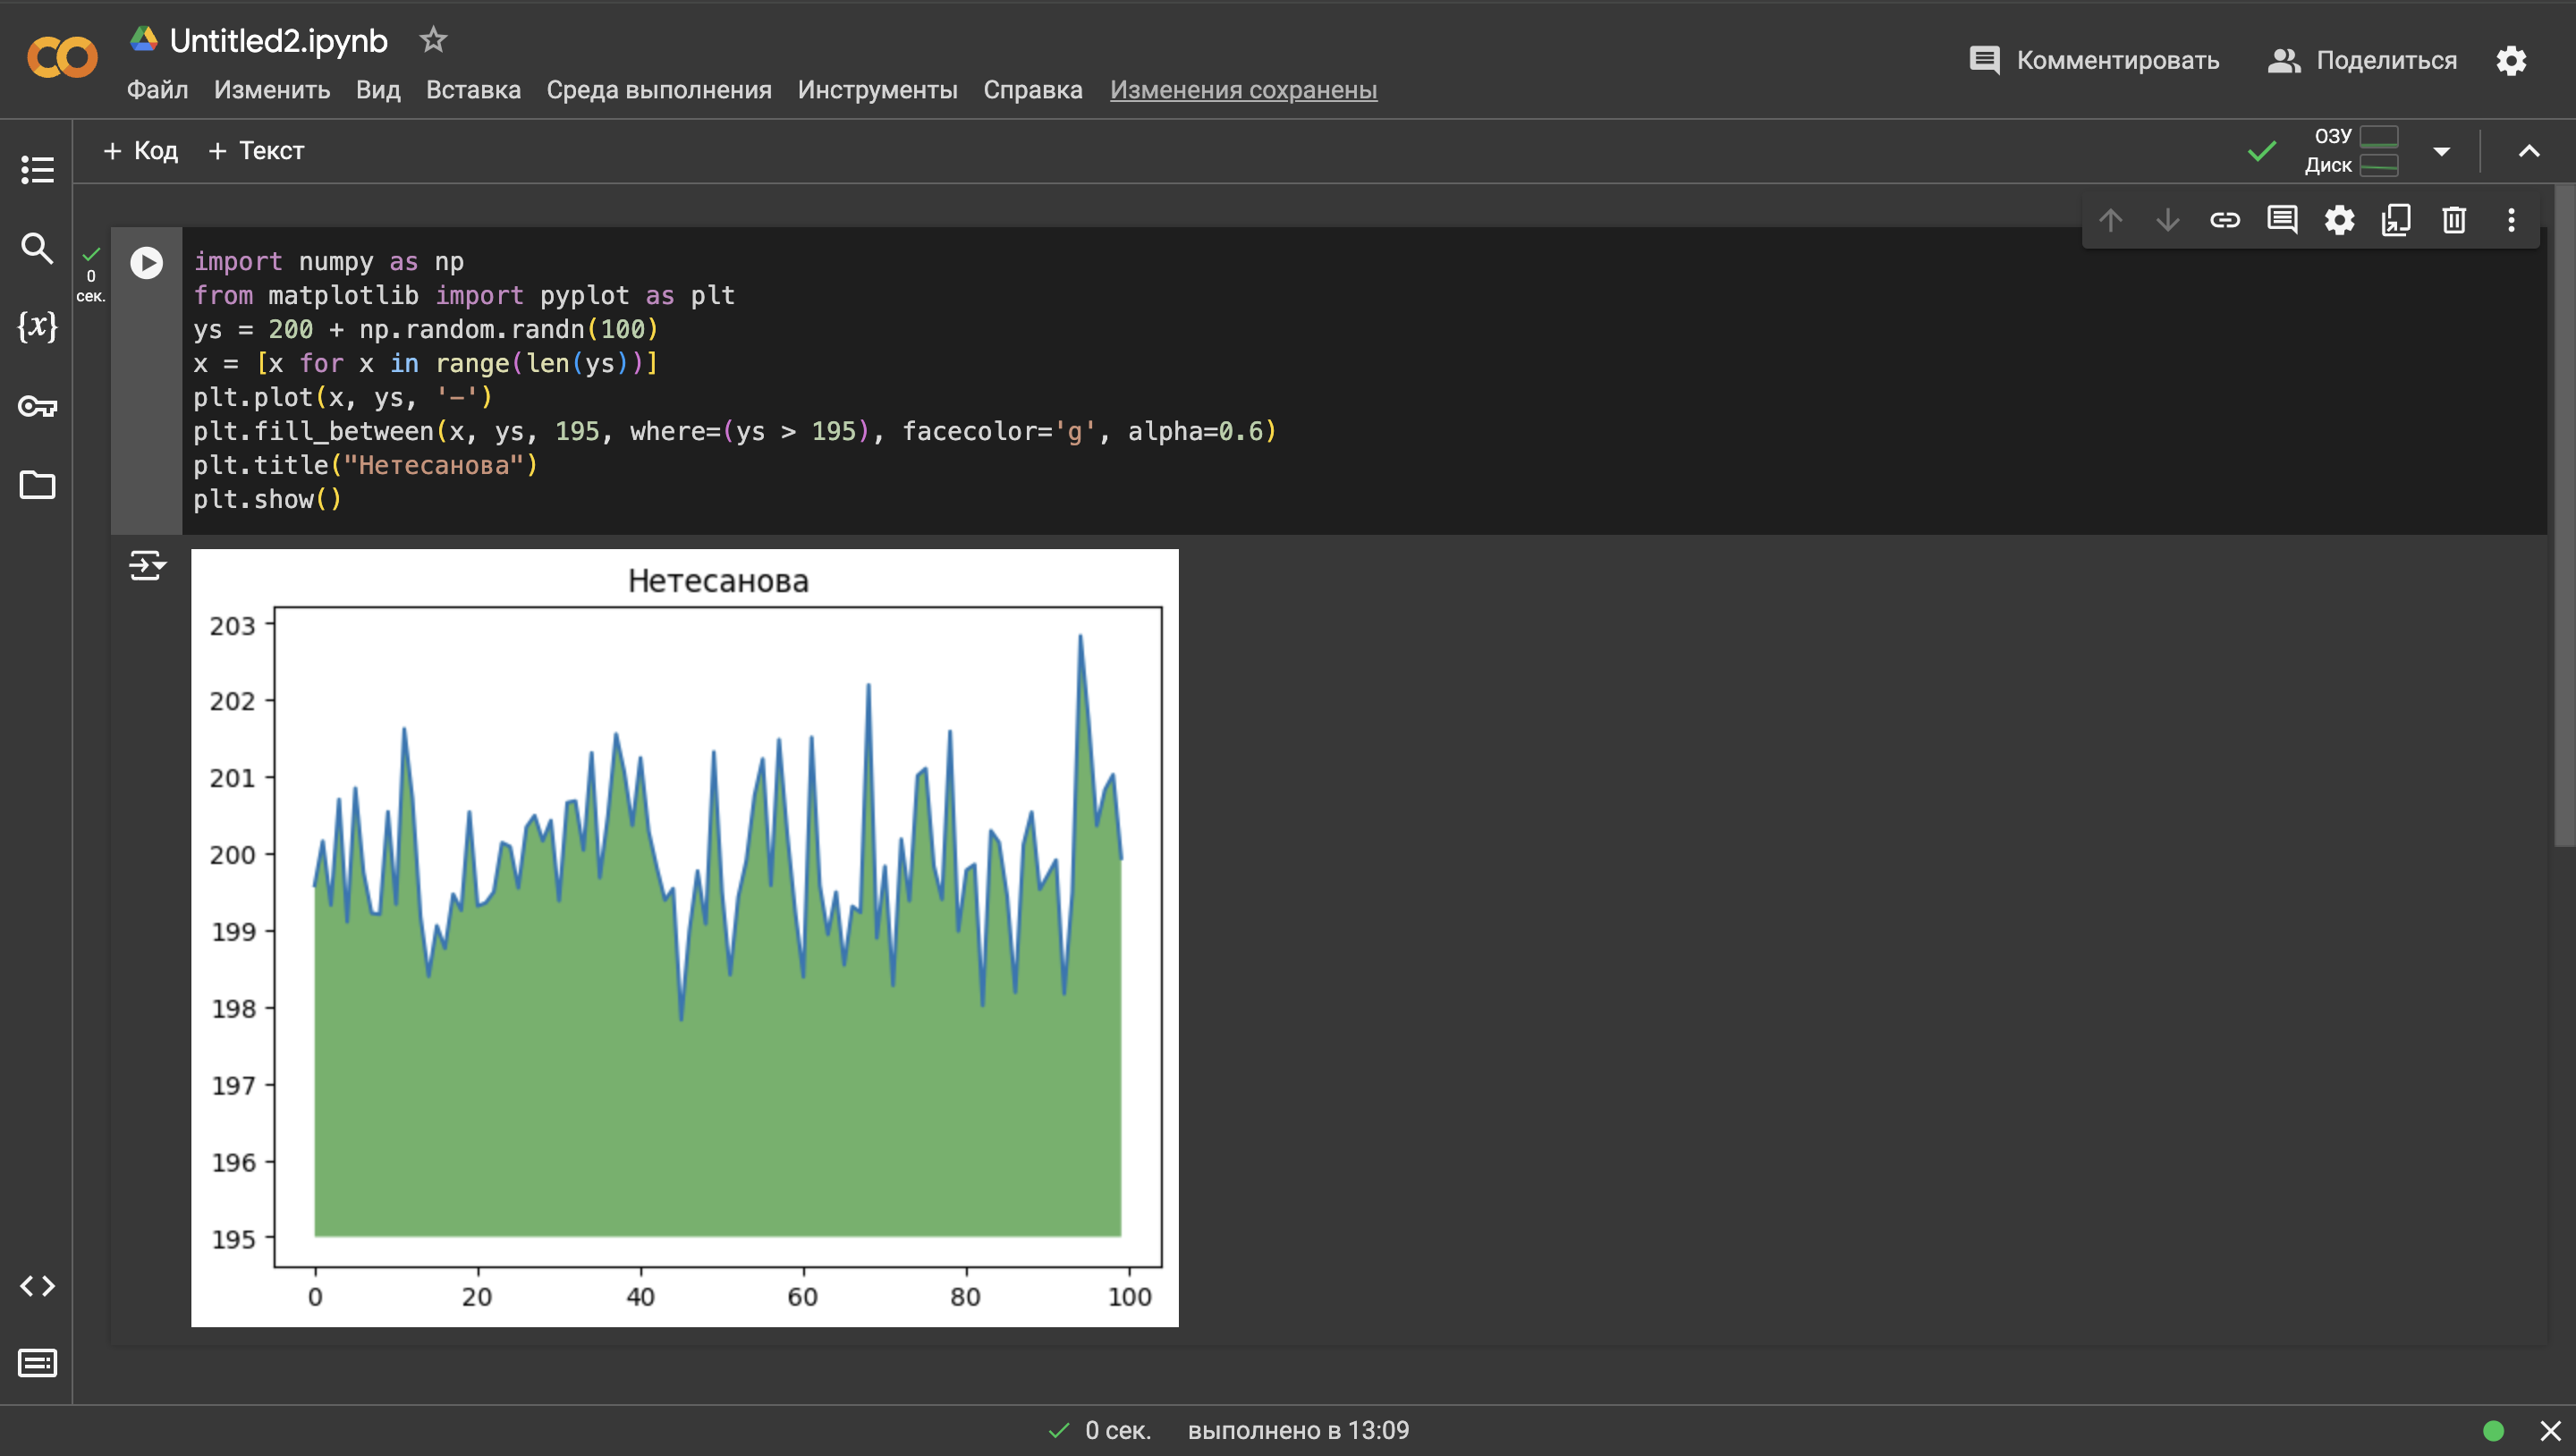 Untitled2.ipynb
Файл Изменить Вид Вставка Среда выполнения Инструменты Справка Изменения сохранены
Комментировать Поделиться
+ Код + Текст
ОЗУ
Диск
0
сек.
import numpy as np
from matplotlib import pyplot as plt
ys = 200 + np.random.randn(100)
x = [x for x in range(len(ys))]
plt.plot(x, ys, '-')
plt.fill_between(x, ys, 195, where=(ys > 195), facecolor='g', alpha=0.6)
plt.title("Нетесанова")
plt.show()
Нетесанова
203
202
201
200
199
198
197
196
195
0 20 40 60 80 100
0 сек. выполнено в 13:09